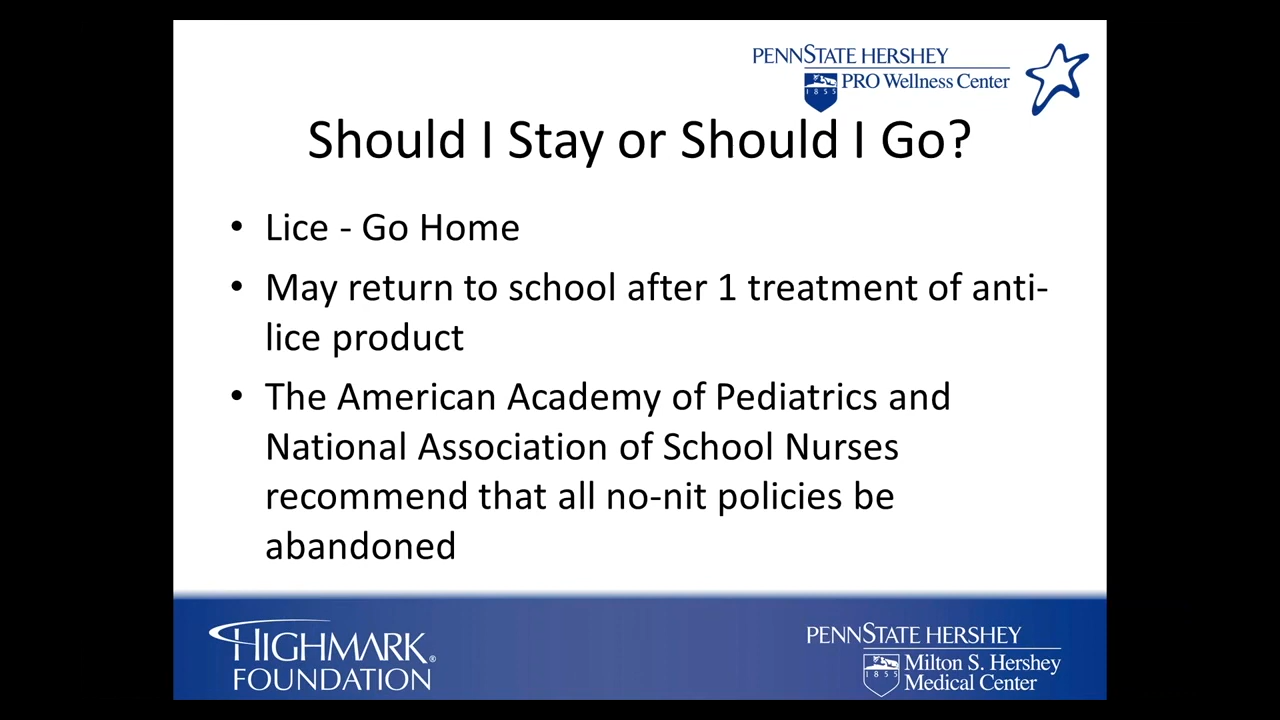 PENNSTATE HERSHEY
1855
PRO Wellness Center
Should I Stay or Should I Go?
• Lice - Go Home
• May return to school after 1 treatment of anti-
lice product
• The American Academy of Pediatrics and
National Association of School Nurses
recommend that all no-nit policies be
abandoned
HIGHMARK®
FOUNDATION
PENNSTATE HERSHEY
1855
Milton S. Hershey
Medical Center